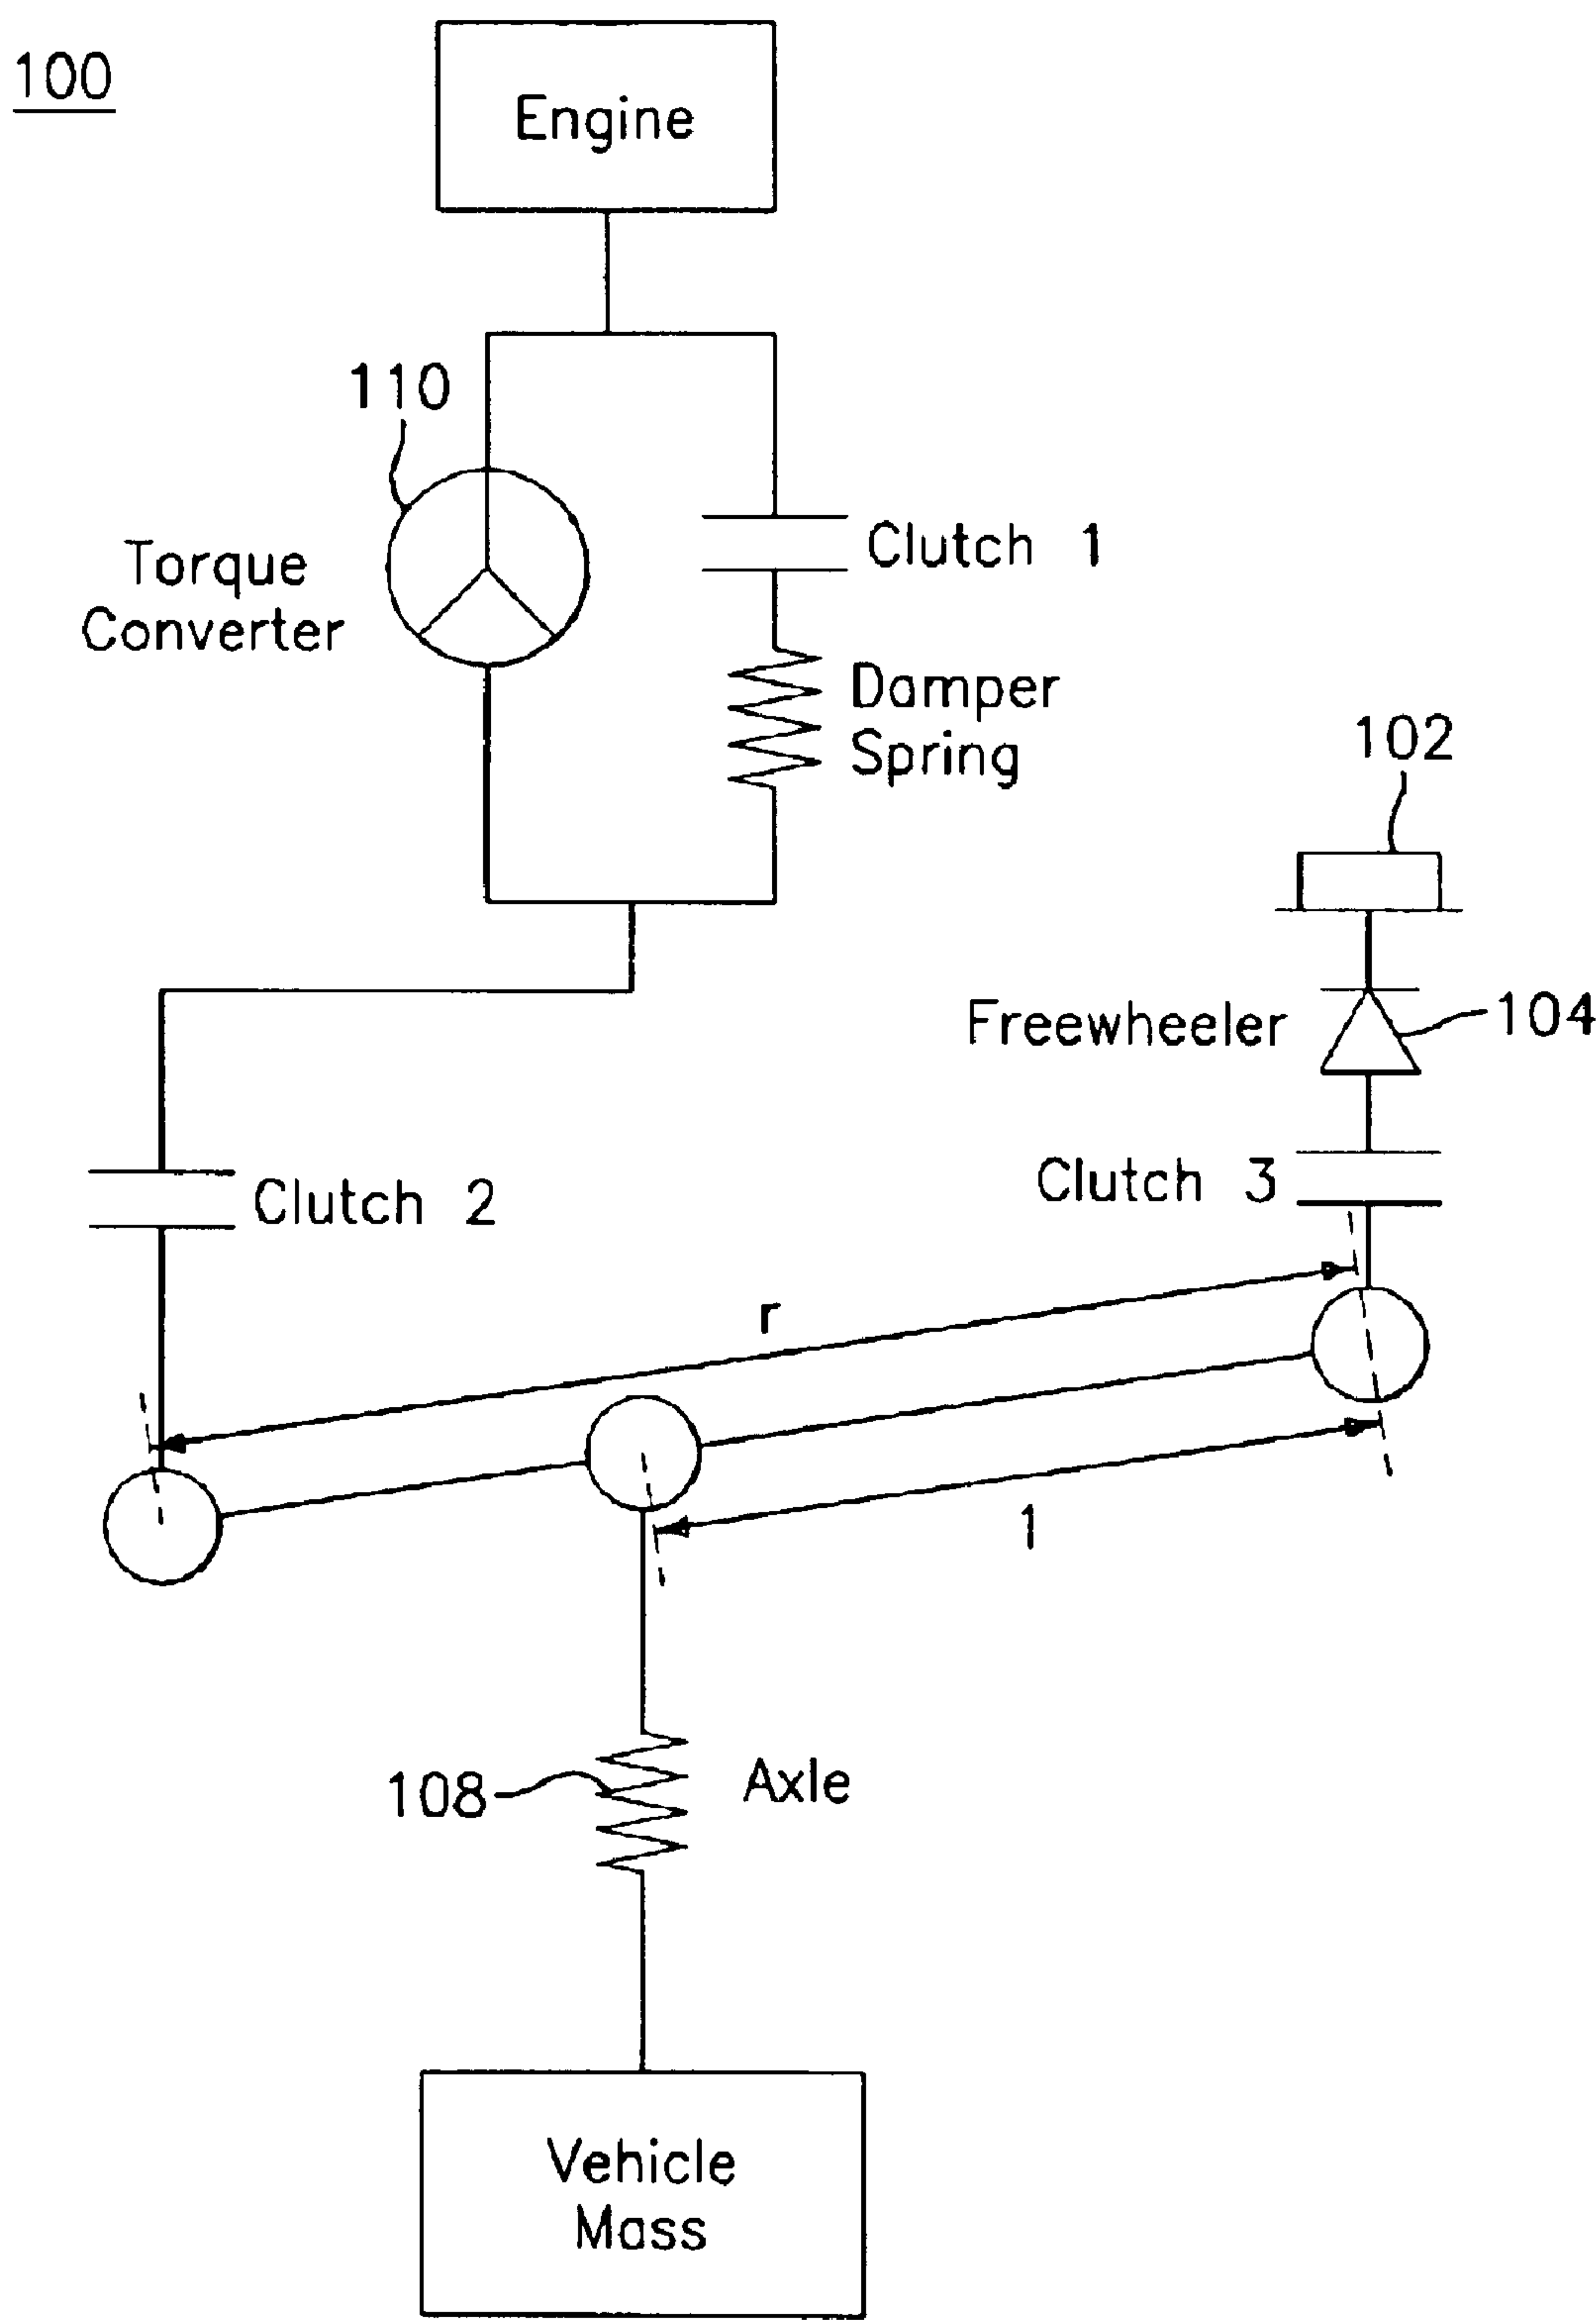 100
Engine
110
Torque
Converter
Clutch 1
Damper
Spring
102
Freewheeler
104
Clutch 2
Clutch 3
r
1
108
Axle
Vehicle
Mass